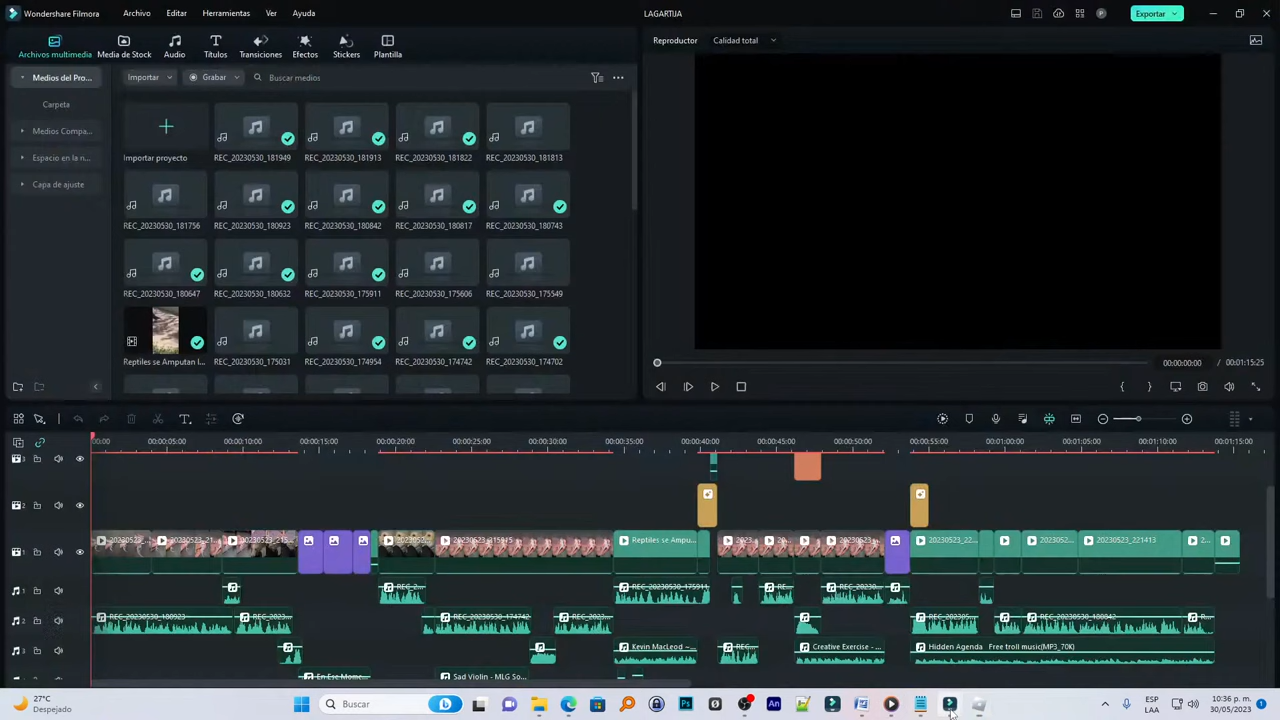 Wondershare Filmora
Archivo
Editar
Herramientas
Ver
Ayuda
LAGARTIJA
Exportar
Archivos multimedia
Media de Stock
Audio
Títulos
Transiciones
Efectos
Stickers
Plantilla
Reproductor
Calidad total
Medios del Pro...
Importar
Grabar
Buscar medios
Carpeta
Medios Compa...
Espacio en la n...
Capa de ajuste
Importar proyecto
REC_20230530_181949
REC_20230530_181913
REC_20230530_181822
REC_20230530_181813
REC_20230530_181756
REC_20230530_180923
REC_20230530_180842
REC_20230530_180817
REC_20230530_180743
REC_20230530_180647
REC_20230530_180632
REC_20230530_175911
REC_20230530_175606
REC_20230530_175549
Reptiles se Amputan l...
REC_20230530_175031
REC_20230530_174954
REC_20230530_174742
REC_20230530_174702
00:00:00:00 / 00:01:15:25
00:00 00:00:05:00 00:00:10:00 00:00:15:00 00:00:20:00 00:00:25:00 00:00:30:00 00:00:35:00 00:00:40:00 00:00:45:00 00:00:50:00 00:00:55:00 00:01:00:00 00:01:05:00 00:01:10:00 00:01:15:00
Reptiles se Ampu...
20230523_22...
2023052...
20230523_221413
REC_20230530_175911
REC_20230530_180923
REC_20230530_174742
REC_20230530_180842
Kevin MacLeod ~...
Creative Exercise - ...
Hidden Agenda Free troll music(MP3_70K)
Sad Violin - MLG So...
27°C
Despejado
Buscar
ESP
LAA
10:36 p. m.
30/05/2023